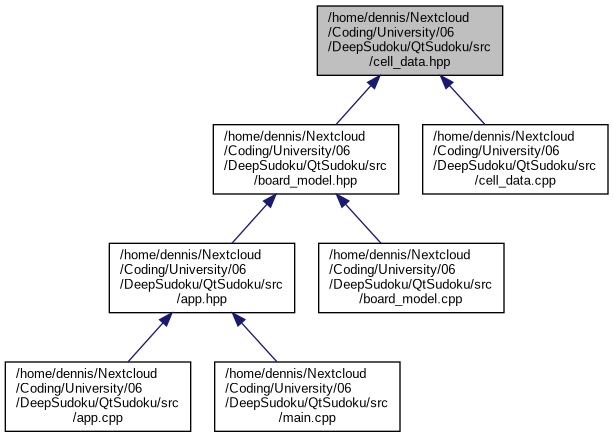 /home/dennis/Nextcloud
/Coding/University/06
/DeepSudoku/QtSudoku/src
/cell_data.hpp
/home/dennis/Nextcloud
/Coding/University/06
/DeepSudoku/QtSudoku/src
/board_model.hpp
/home/dennis/Nextcloud
/Coding/University/06
/DeepSudoku/QtSudoku/src
/cell_data.cpp
/home/dennis/Nextcloud
/Coding/University/06
/DeepSudoku/QtSudoku/src
/app.hpp
/home/dennis/Nextcloud
/Coding/University/06
/DeepSudoku/QtSudoku/src
/board_model.cpp
/home/dennis/Nextcloud
/Coding/University/06
/DeepSudoku/QtSudoku/src
/app.cpp
/home/dennis/Nextcloud
/Coding/University/06
/DeepSudoku/QtSudoku/src
/main.cpp